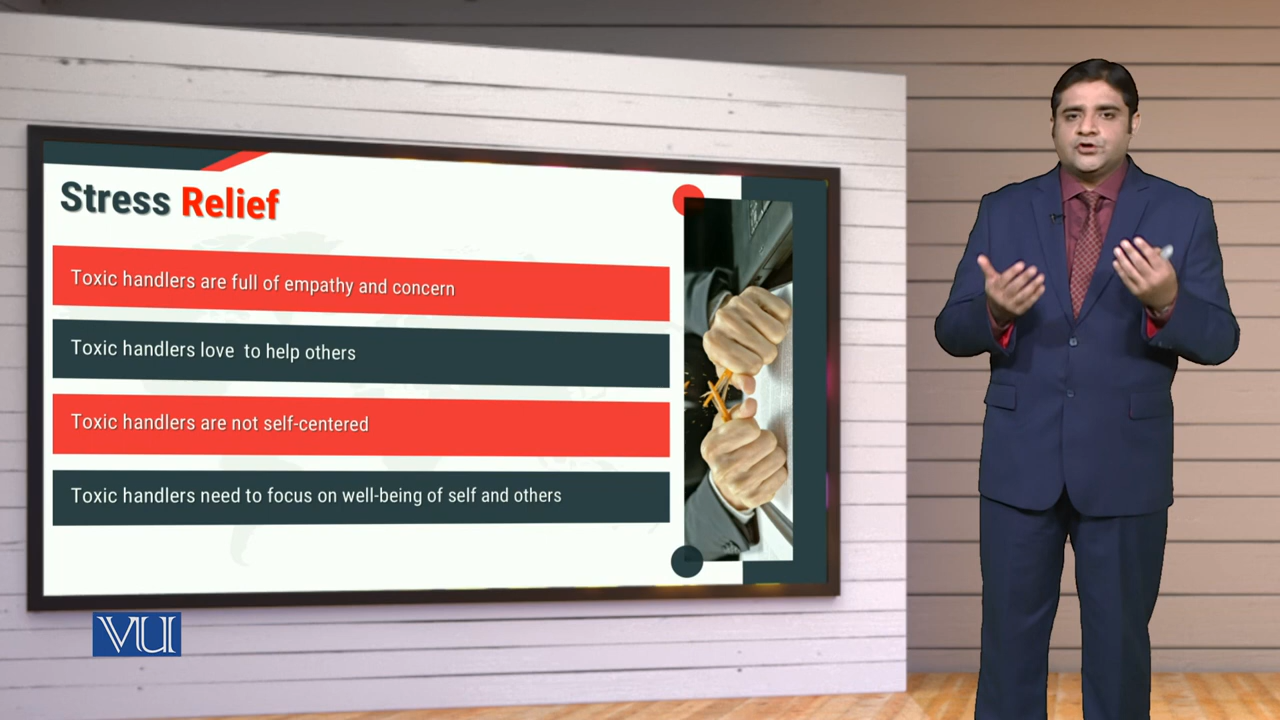 Stress Relief
Toxic handlers are full of empathy and concern
Toxic handlers love to help others
Toxic handlers are not self-centered
Toxic handlers need to focus on well-being of self and others
VU